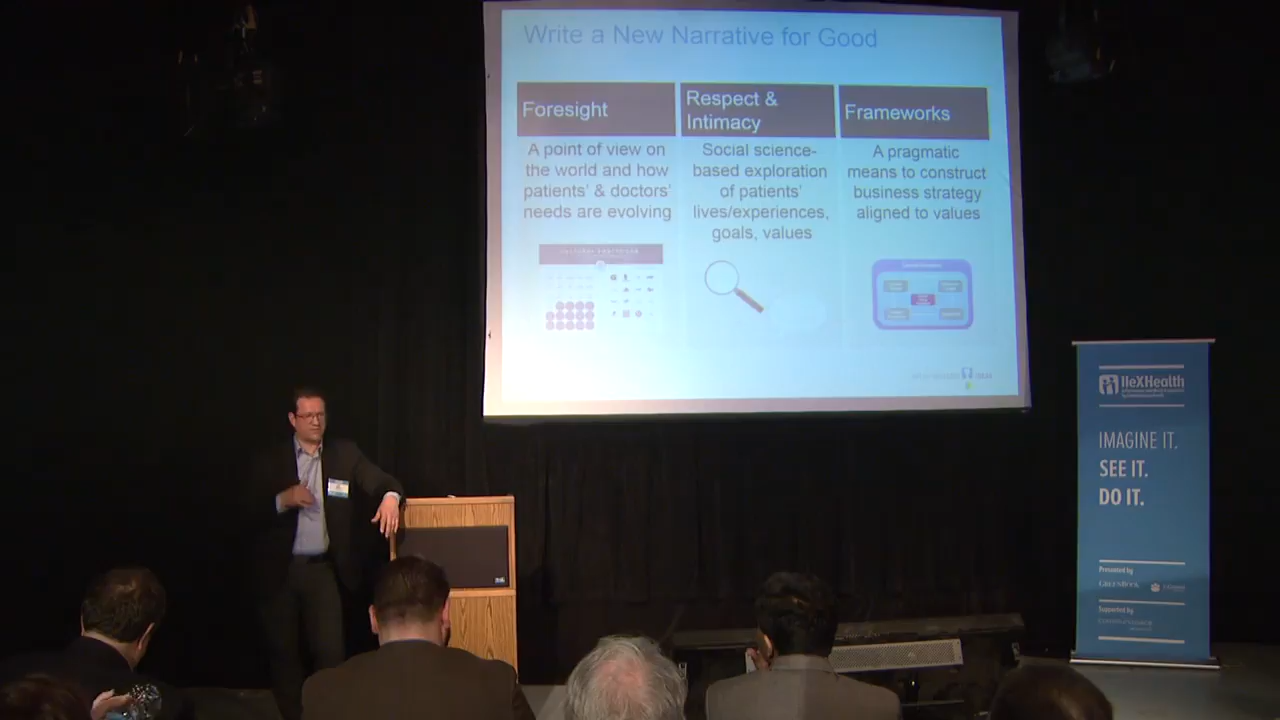 Write a New Narrative for Good
Foresight
A point of view on
the world and how
patients' & doctors'
needs are evolving
Respect &
Intimacy
Social science-
based exploration
of patients'
lives/experiences,
goals, values
Frameworks
A pragmatic
means to construct
business strategy
aligned to values
IIeXHealth
IMAGINE IT.
SEE IT.
DO IT.
Presented by
GREENBOOK
Supported by